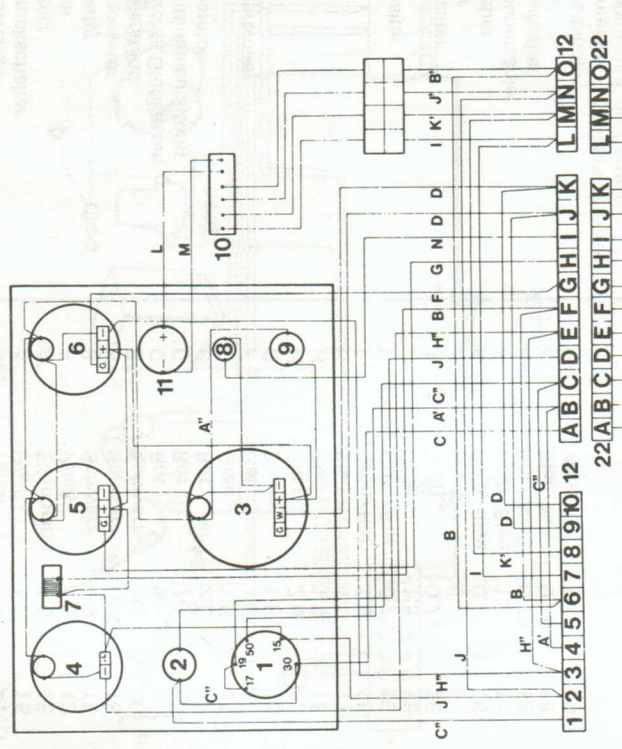 4 5 6
7
G + -
G + -
L
M
2
11 - +
A"
8
10
C"
3
9
G W +
17 19 50 15 30
1
C" J H" C A' C" J H" B F G N D D I K' J' B'
J B
I K' D D
H" A' B C"
1 2 3 4 5 6 7 8 9 10 12 A B C D E F G H I J K L M N O 12
22 A B C D E F G H I J K L M N O 22